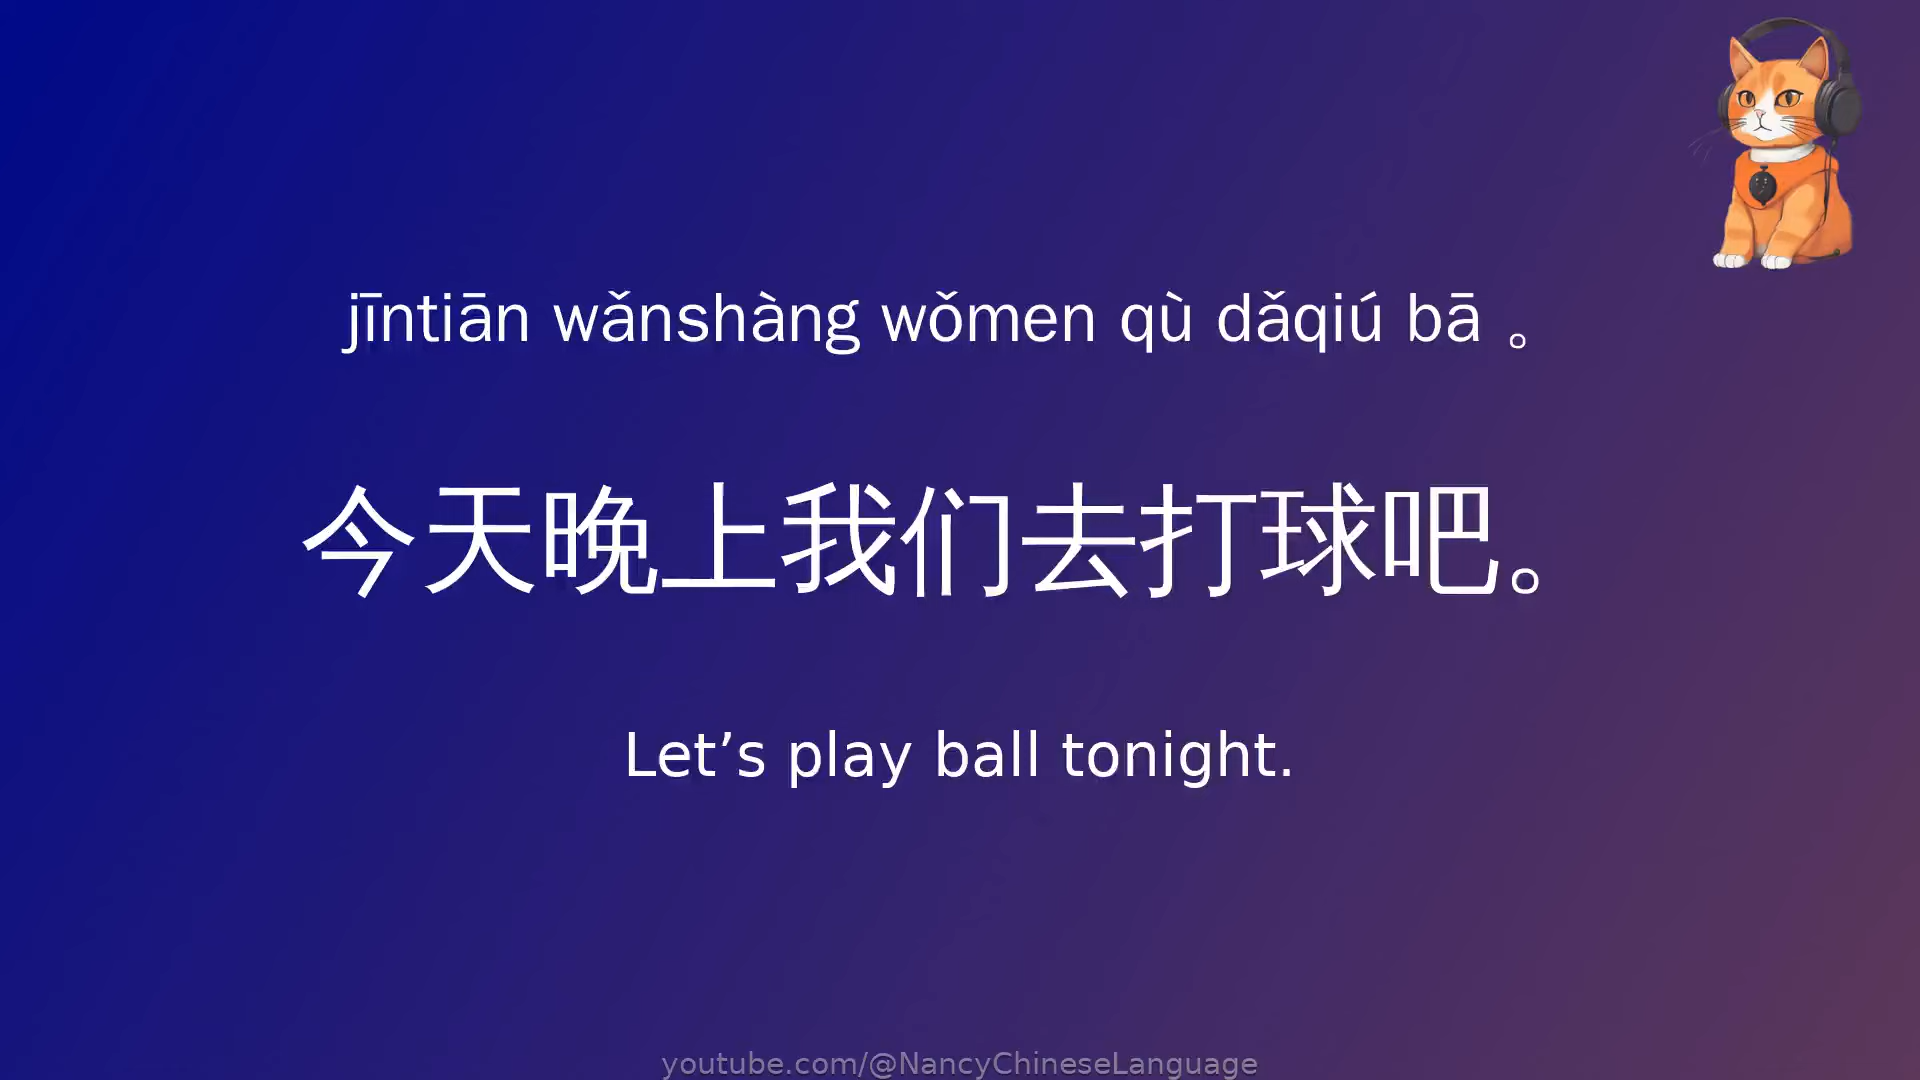 jīntiān wǎnshàng wǒmen qù dǎqiú bā 。
今天晚上我们去打球吧。
Let’s play ball tonight.
youtube.com/@NancyChineseLanguage